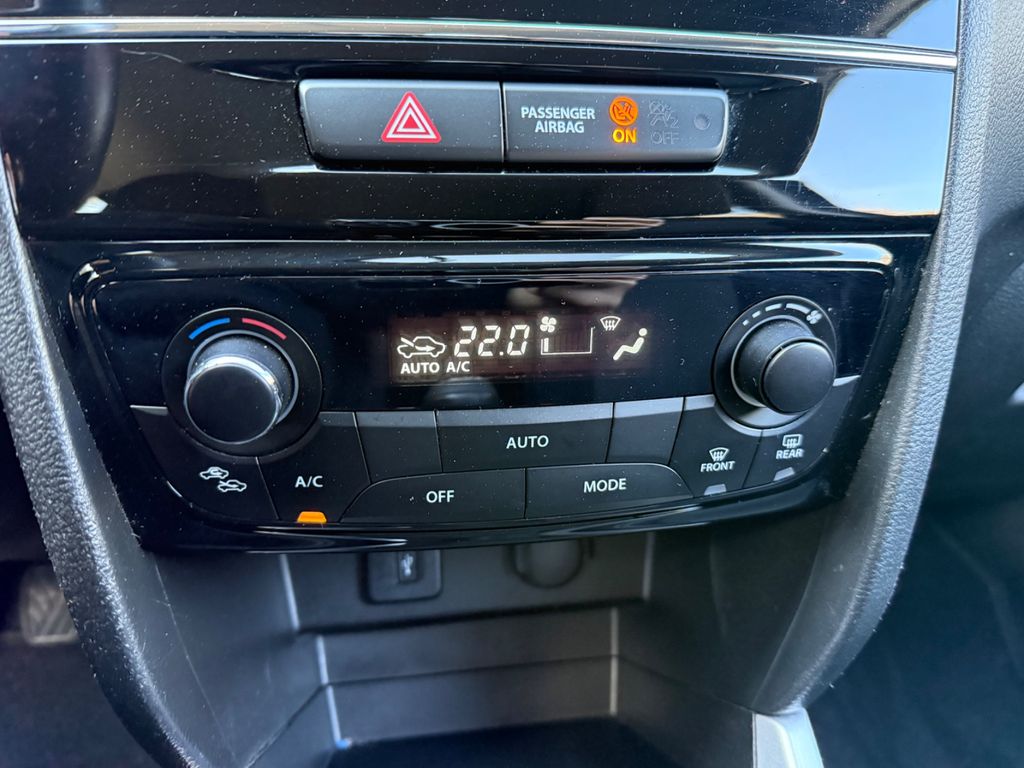 PASSENGER
AIRBAG
ON
OFF
22.0
AUTO A/C
AUTO
A/C
OFF
MODE
FRONT
REAR